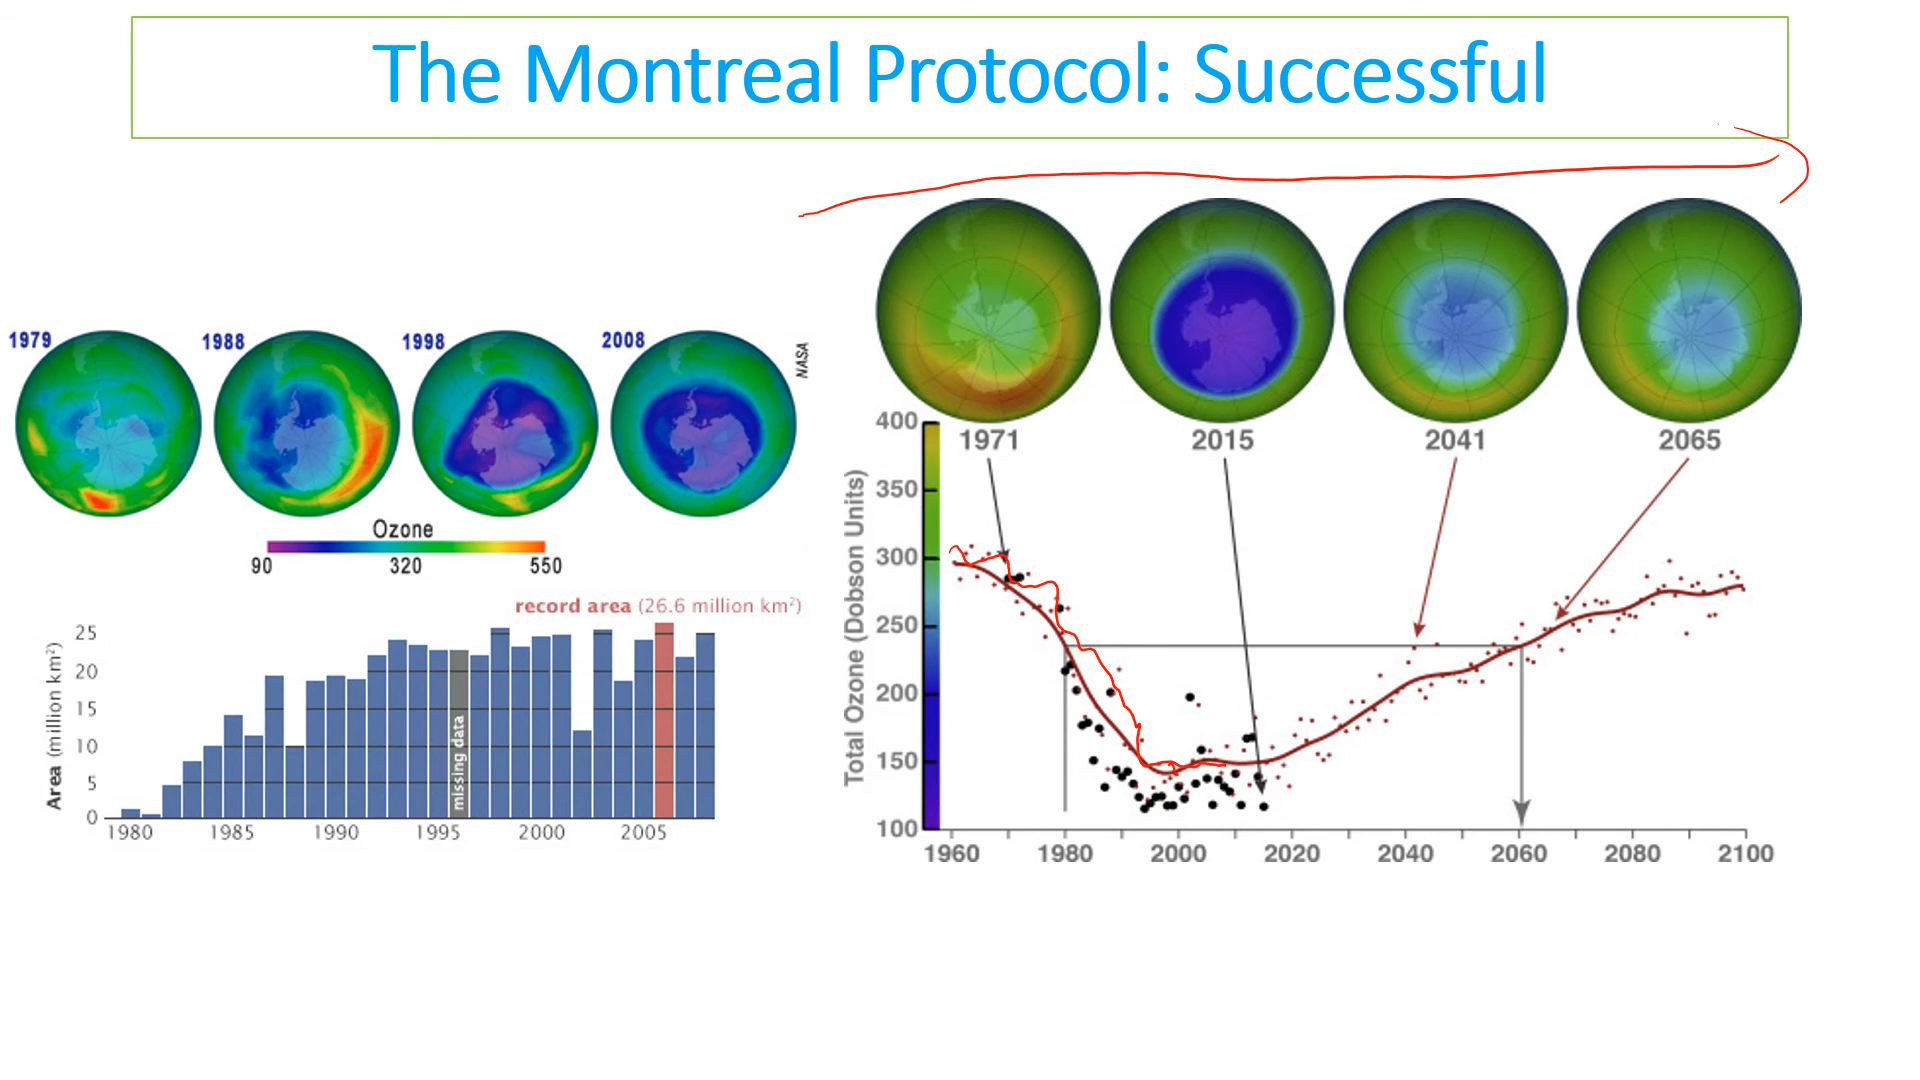 The Montreal Protocol: Successful
1979
1988
1998
2008
NASA
Ozone
90 320 550
record area (26.6 million km²)
Area (million km²)
25
20
15
10
5
0
missing data
1980 1985 1990 1995 2000 2005
1971 2015 2041 2065
Total Ozone (Dobson Units)
400
350
300
250
200
150
100
1960 1980 2000 2020 2040 2060 2080 2100